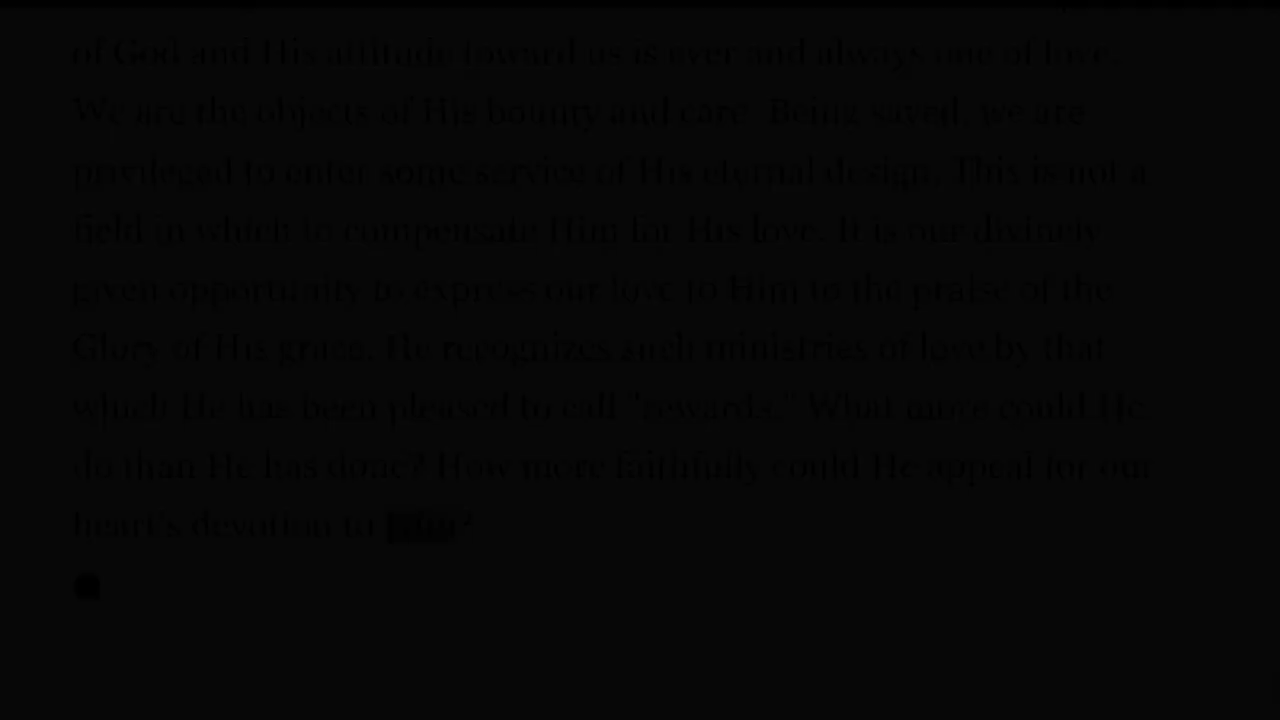 of God and His attitude toward us is ever and always one of love.
We are the objects of His bounty and care. Being saved, we are
privileged to enter some service of His eternal design. This is not a
field in which to compensate Him for His love. It is our divinely
given opportunity to express our love to Him to the praise of the
Glory of His grace. He recognizes such ministries of love by that
which He has been pleased to call "rewards." What more could He
do than He has done? How more faithfully could He appeal for our
heart's devotion to Him?